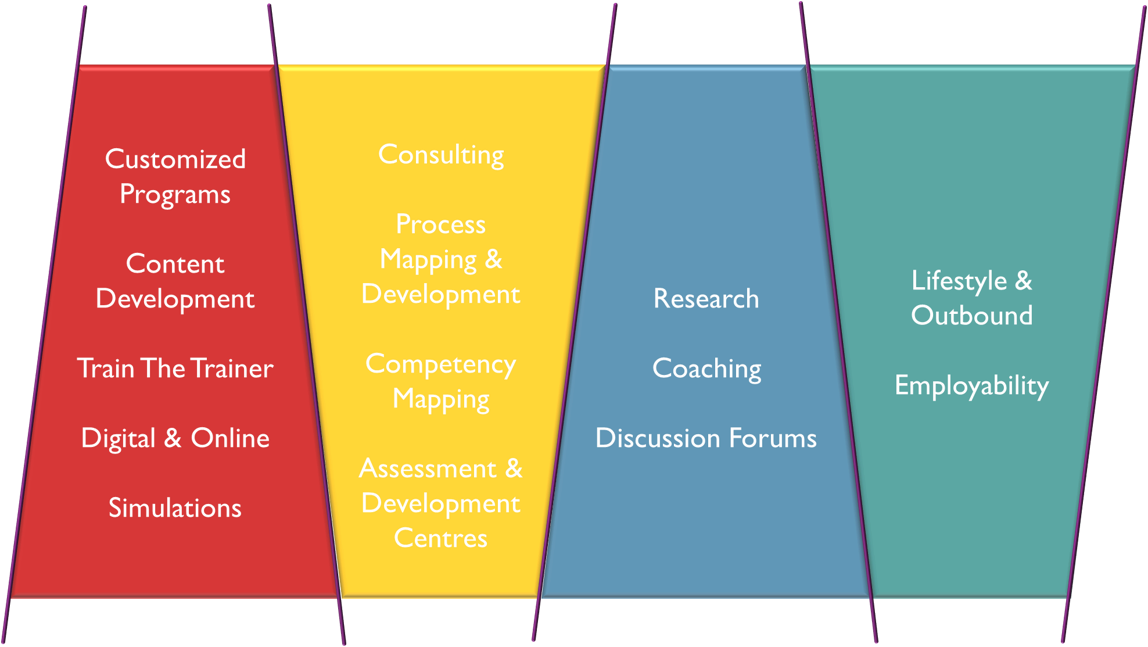 Customized
Programs
Content
Development
Train The Trainer
Digital & Online
Simulations
Consulting
Process
Mapping &
Development
Competency
Mapping
Assessment &
Development
Centres
Research
Coaching
Discussion Forums
Lifestyle &
Outbound
Employability